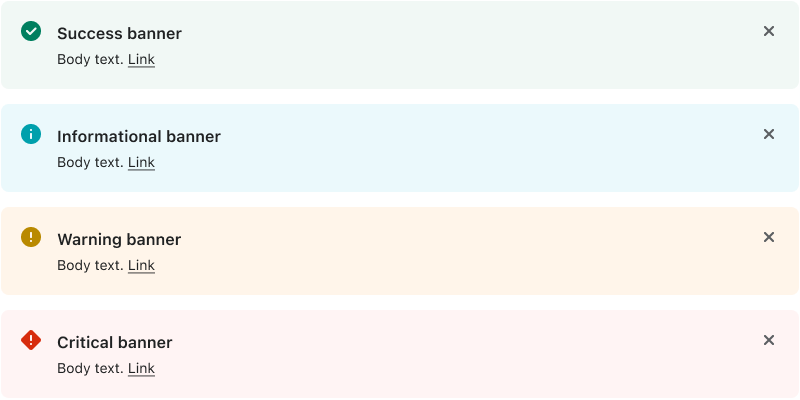 Success banner
Body text. Link
Informational banner
Body text. Link
Warning banner
Body text. Link
Critical banner
Body text. Link